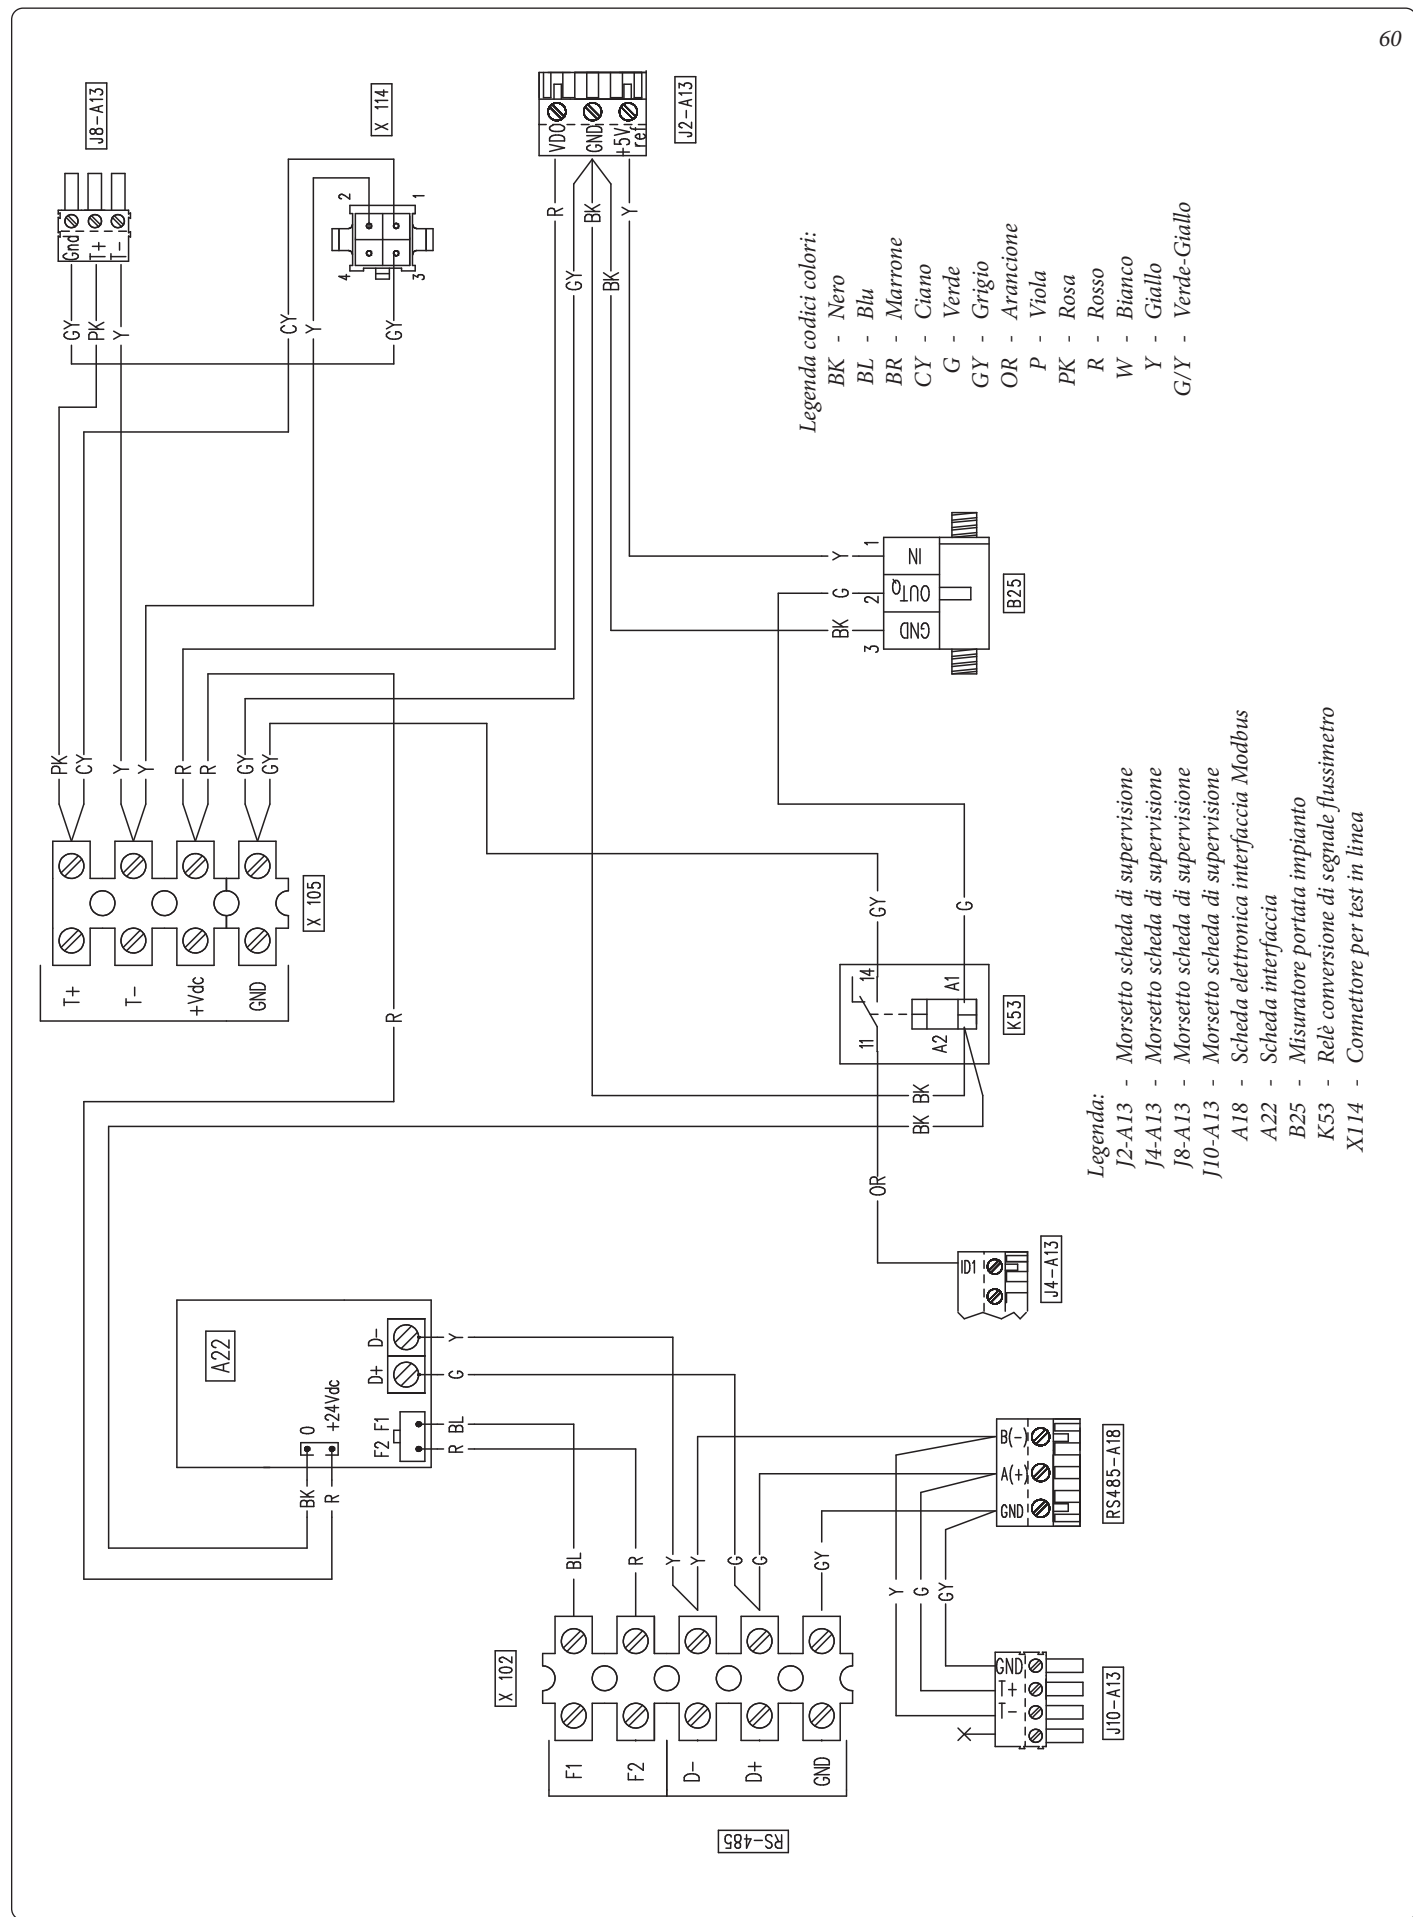 60
J8-A13
Gnd
T+
T-
GY
PK
Y
X 114
2
1
4
3
CY
Y
GY
J2-A13
VDO
GND
+5V
ref
R
GY
BK
BK
Y
Legenda codici colori:
BK - Nero
BL - Blu
BR - Marrone
CY - Ciano
G - Verde
GY - Grigio
OR - Arancione
P - Viola
PK - Rosa
R - Rosso
W - Bianco
Y - Giallo
G/Y - Verde-Giallo
PK
CY
Y
Y
R
R
GY
GY
X 105
T+
T-
+Vdc
GND
R
Y
G
BK
1
2
3
IN
OUTQ
GND
B25
GY
G
14
11
A1
A2
K53
BK
BK
OR
ID1
J4-A13
Legenda:
J2-A13 - Morsetto scheda di supervisione
J4-A13 - Morsetto scheda di supervisione
J8-A13 - Morsetto scheda di supervisione
J10-A13 - Morsetto scheda di supervisione
A18 - Scheda elettronica interfaccia Modbus
A22 - Scheda interfaccia
B25 - Misuratore portata impianto
K53 - Relè conversione di segnale flussimetro
X114 - Connettore per test in linea
A22
0
+24Vdc
BK
R
D-
D+
F1
F2
Y
G
BL
R
BL
R
Y
Y
G
G
GY
X 102
F1
F2
D-
D+
GND
RS-485
B(-)
A(+)
GND
RS485-A18
Y
G
GY
GND
T+
T-
J10-A13